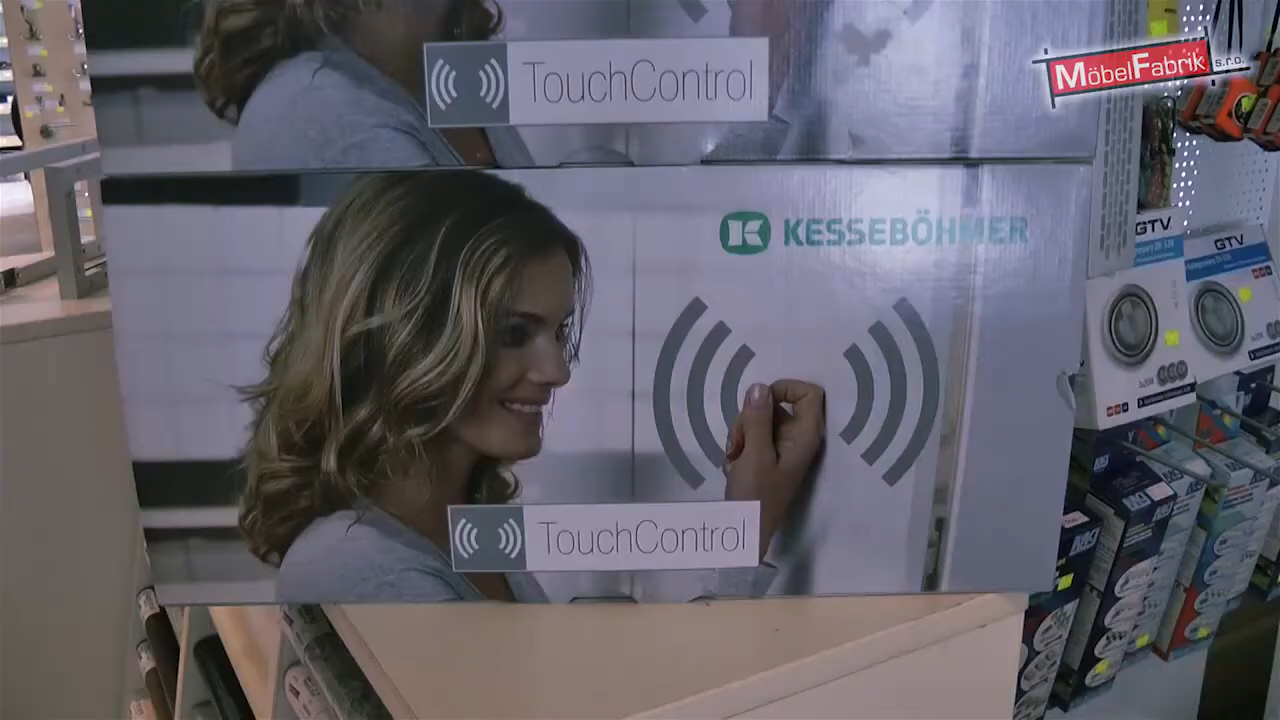 TouchControl
MöbelFabrik s.r.o.
KESSEBÖHMER
GTV
GTV
TouchControl